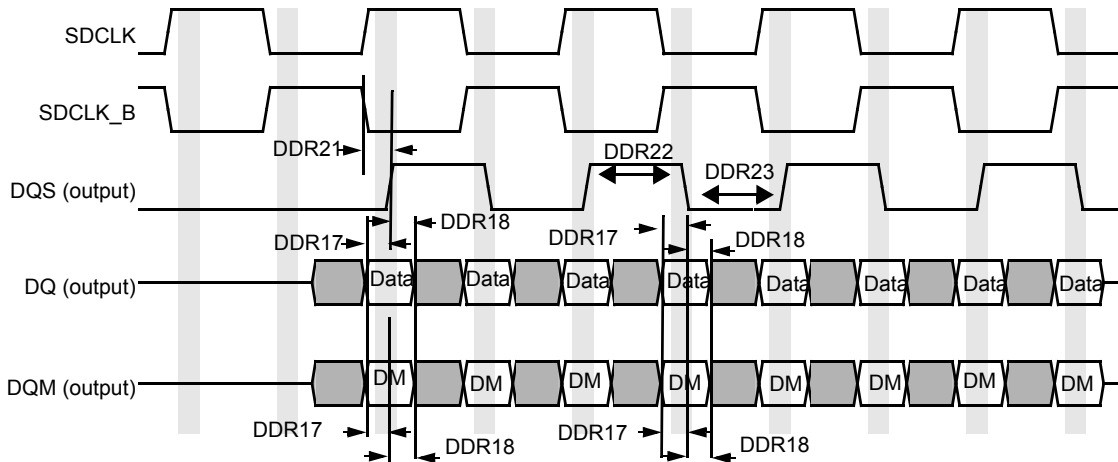 SDCLK
SDCLK_B
DDR21
DDR22
DDR23
DQS (output)
DDR18
DDR17
DDR17
DDR18
DQ (output)
Data Data Data Data Data Data Data Data
DQM (output)
DM DM DM DM DM DM DM DM
DDR17
DDR18
DDR17
DDR18